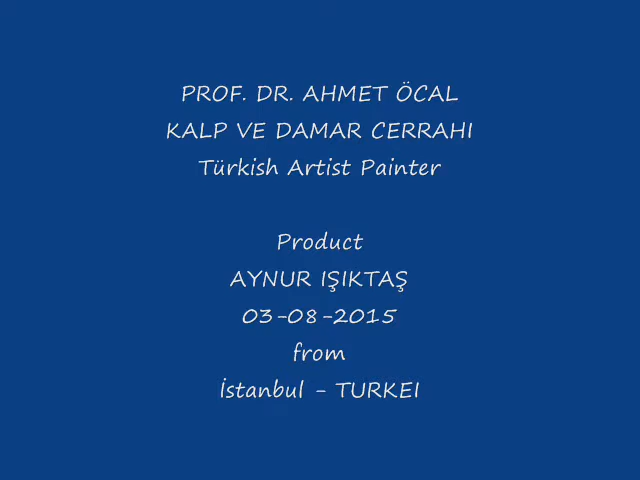 PROF. DR. AHMET ÖCAL
KALP VE DAMAR CERRAHI
Türkish Artist Painter
Product
AYNUR IŞIKTAŞ
03-08-2015
from
İstanbul - TURKEI